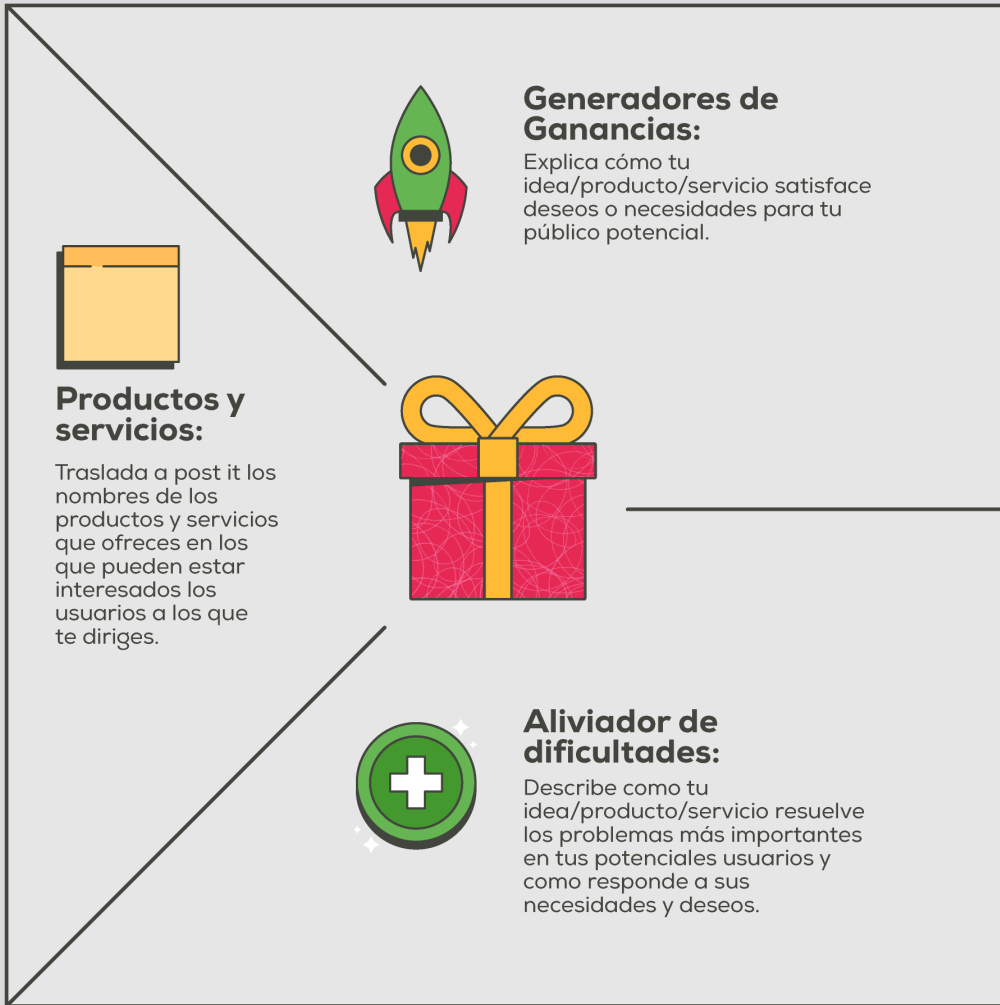 Generadores de
Ganancias:
Explica cómo tu
idea/producto/servicio satisface
deseos o necesidades para tu
público potencial.
Productos y
servicios:
Traslada a post it los
nombres de los
productos y servicios
que ofreces en los
que pueden estar
interesados los
usuarios a los que
te diriges.
Aliviador de
dificultades:
Describe como tu
idea/producto/servicio resuelve
los problemas más importantes
en tus potenciales usuarios y
como responde a sus
necesidades y deseos.